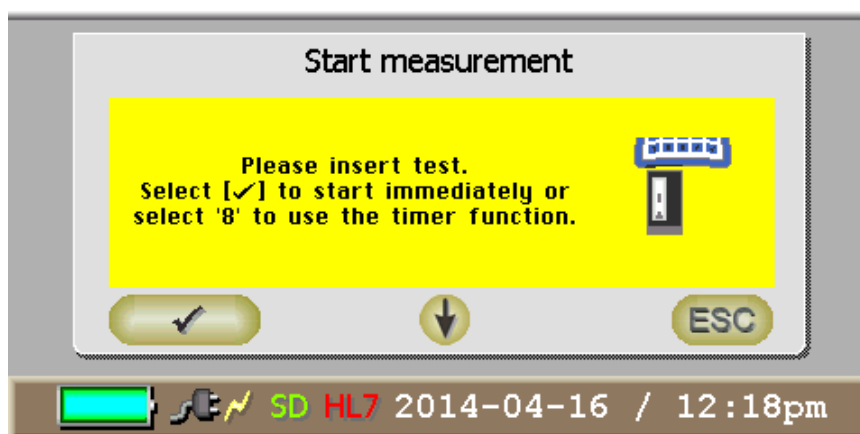 Start measurement
Please insert test.
Select [✓] to start immediately or
select '8' to use the timer function.
✓ ESC
SD HL7 2014-04-16 / 12:18pm